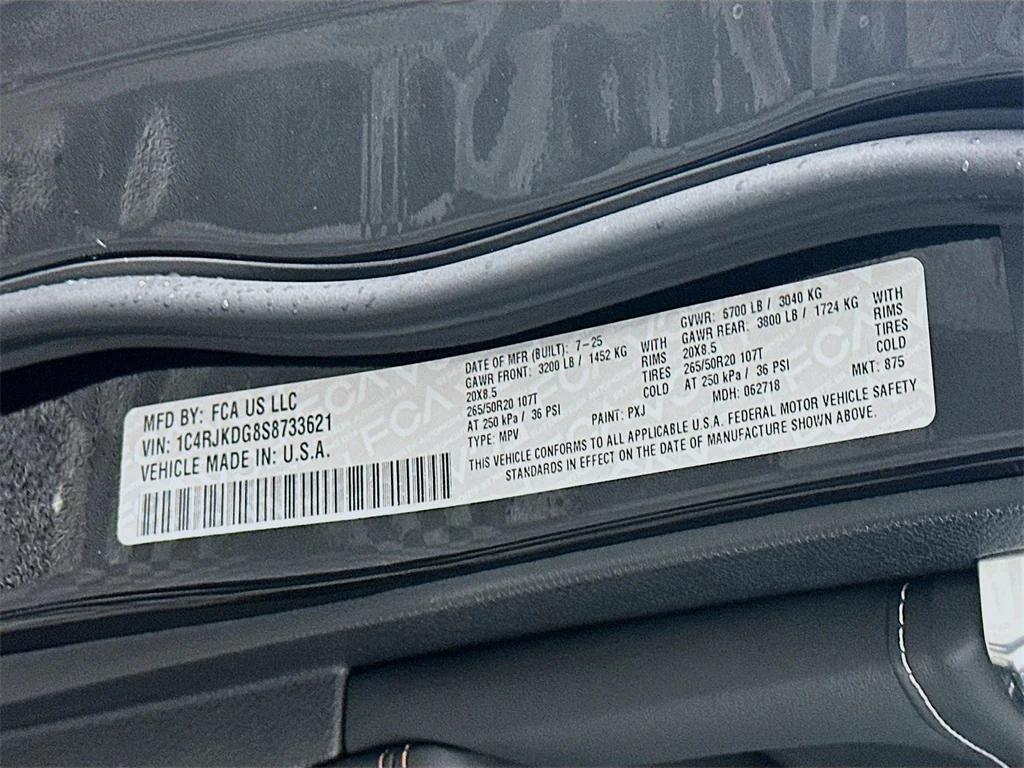 MFD BY: FCA US LLC
VIN: 1C4RJKDG8S8733621
VEHICLE MADE IN: U.S.A.
DATE OF MFR (BUILT): 7-25
GAWR FRONT: 3200 LB / 1452 KG WITH
20X8.5 RIMS
265/50R20 107T TIRES
AT 250 kPa / 36 PSI COLD
TYPE: MPV
PAINT: PXJ
GVWR: 6700 LB / 3040 KG
GAWR REAR: 3800 LB / 1724 KG WITH
20X8.5 RIMS
265/50R20 107T TIRES
AT 250 kPa / 36 PSI COLD
MDH: 062718
MKT: 875
THIS VEHICLE CONFORMS TO ALL APPLICABLE U.S.A. FEDERAL MOTOR VEHICLE SAFETY
STANDARDS IN EFFECT ON THE DATE OF MANUFACTURE SHOWN ABOVE.